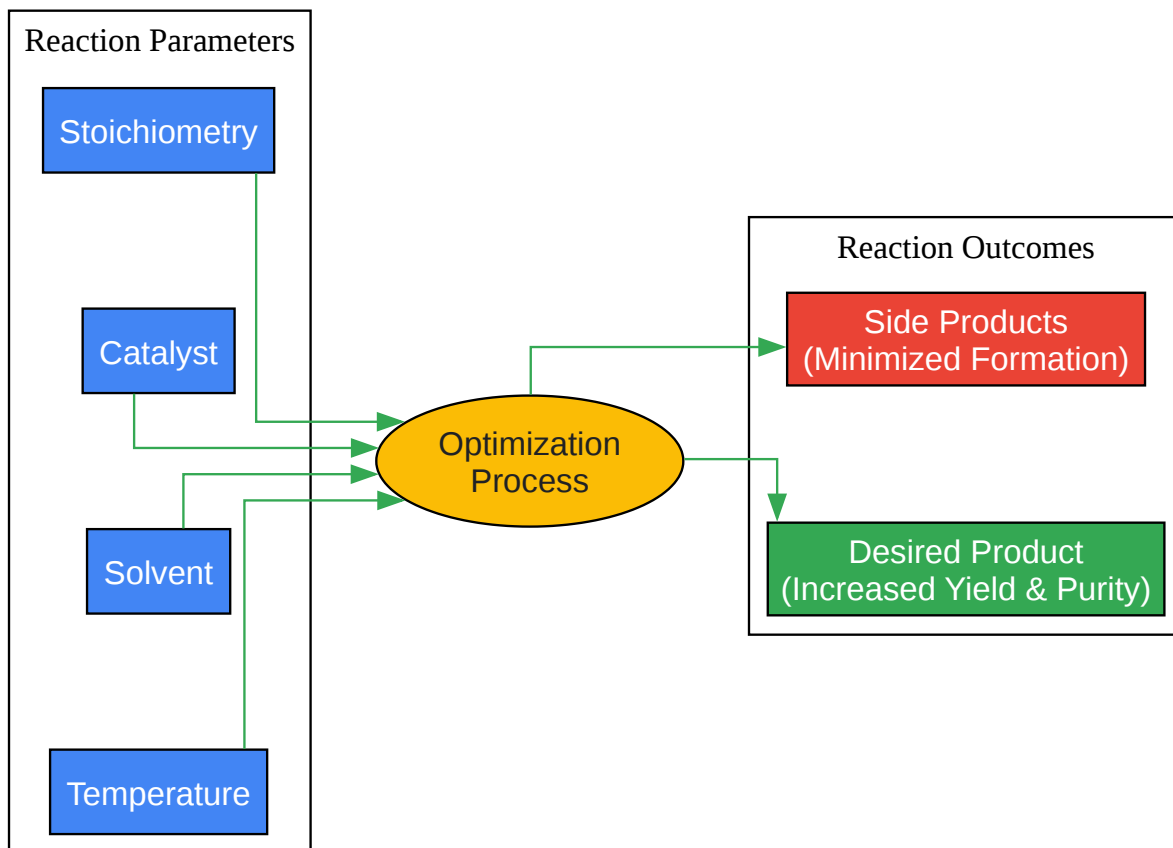 Reaction Parameters
Stoichiometry
Catalyst
Solvent
Temperature
Optimization
Process
Reaction Outcomes
Side Products
(Minimized Formation)
Desired Product
(Increased Yield & Purity)